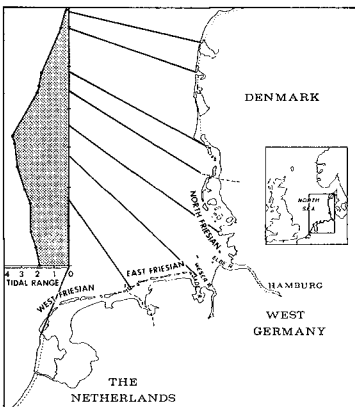 DENMARK
NORTH
SEA
NORTH FRIESIAN
4 3 2 1 0
TIDAL RANGE
WEST FRIESIAN
EAST FRIESIAN
WESER R.
HAMBURG
WEST
GERMANY
THE
NETHERLANDS